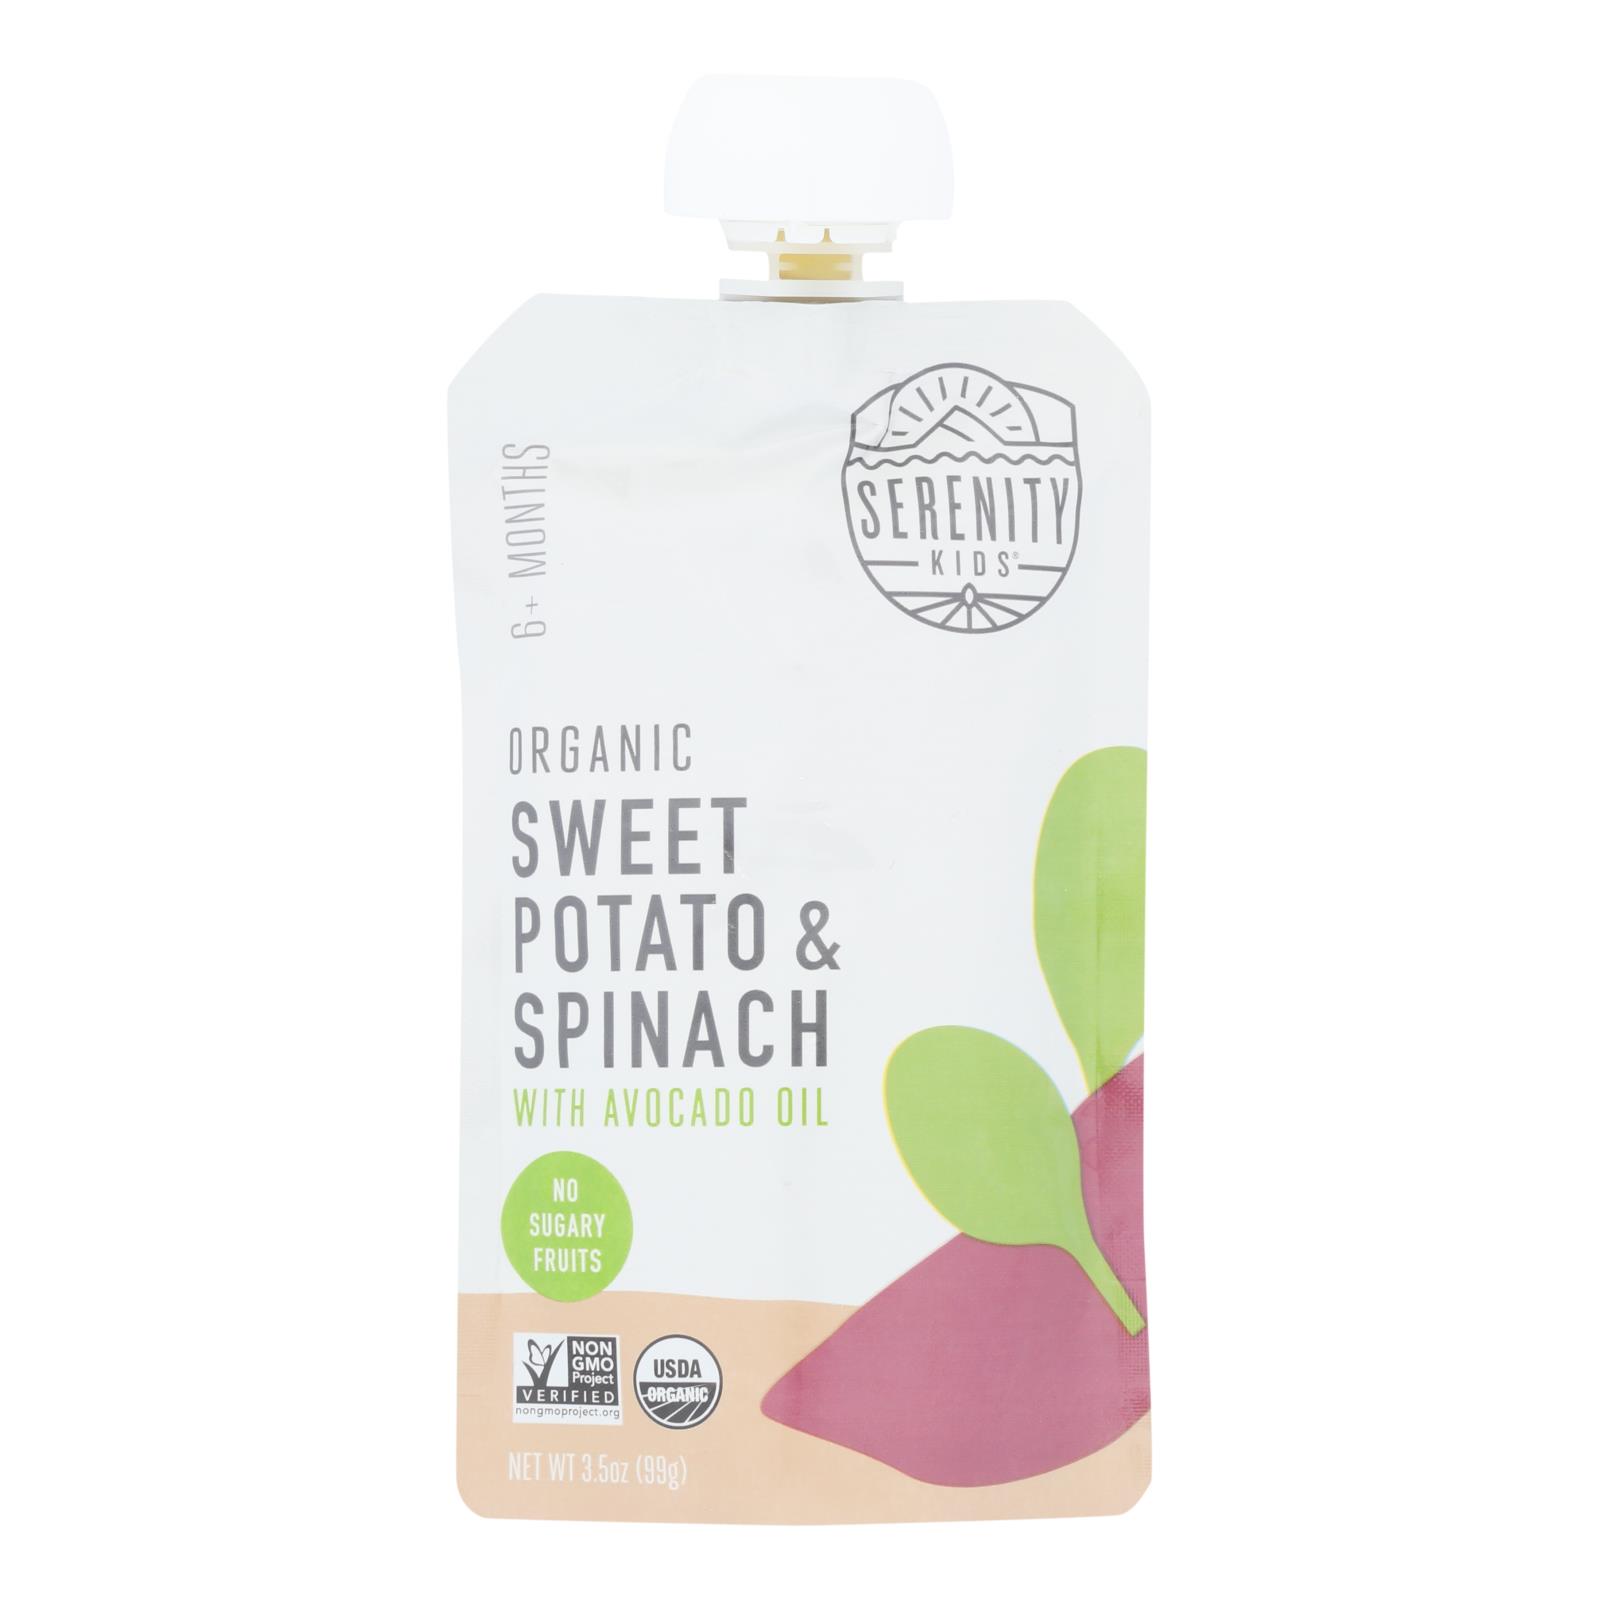 SERENITY
KIDS®
6+ MONTHS
ORGANIC
SWEET
POTATO &
SPINACH
WITH AVOCADO OIL
NO
SUGARY
FRUITS
NON
GMO
Project
VERIFIED
nongmoproject.org
USDA
ORGANIC
NET WT 3.5oz (99g)